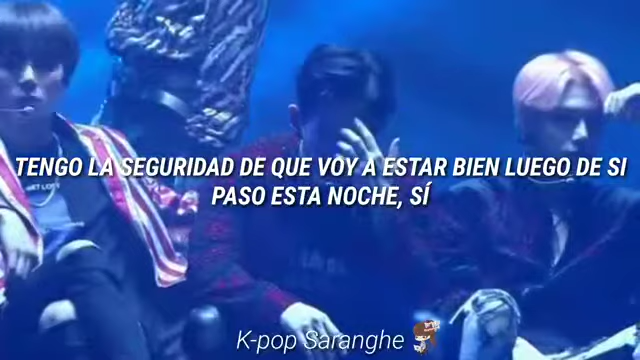 TENGO LA SEGURIDAD DE QUE VOY A ESTAR BIEN LUEGO DE SI
PASO ESTA NOCHE, SÍ
K-pop Saranghe